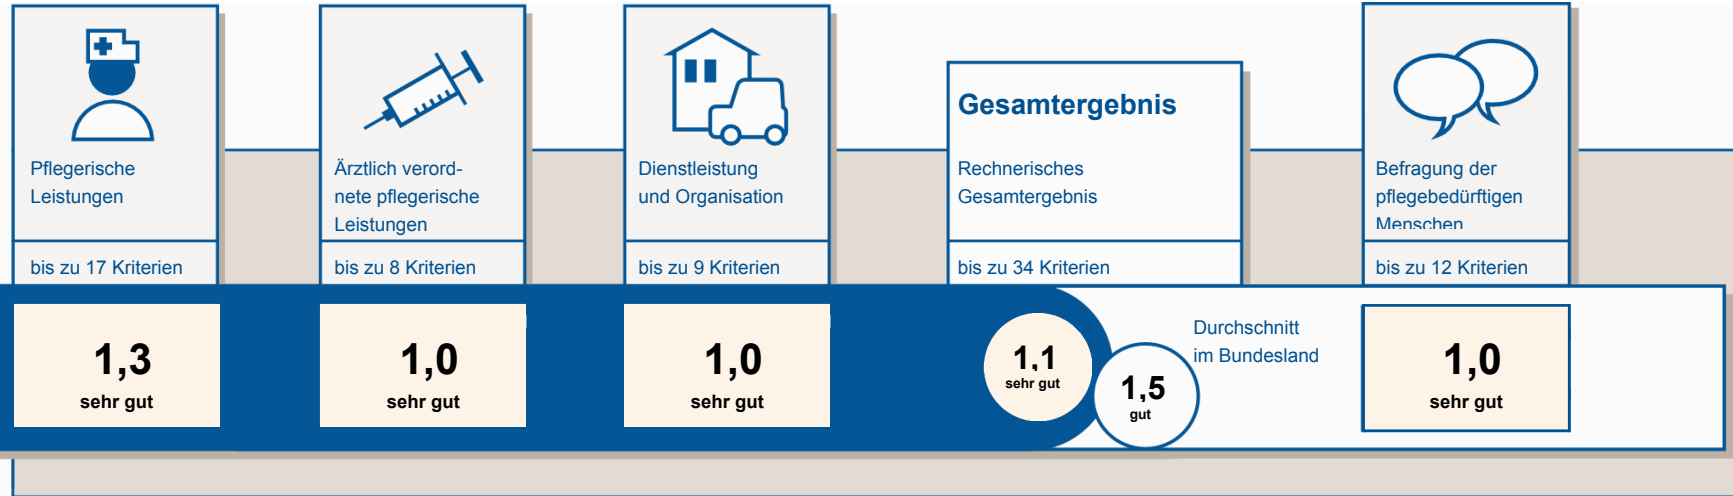 Pflegerische
Leistungen
bis zu 17 Kriterien
1,3
sehr gut
Ärztlich verord-
nete pflegerische
Leistungen
bis zu 8 Kriterien
1,0
sehr gut
Dienstleistung
und Organisation
bis zu 9 Kriterien
1,0
sehr gut
Gesamtergebnis
Rechnerisches
Gesamtergebnis
bis zu 34 Kriterien
1,1
sehr gut
1,5
gut
Durchschnitt
im Bundesland
Befragung der
pflegebedürftigen
Menschen
bis zu 12 Kriterien
1,0
sehr gut